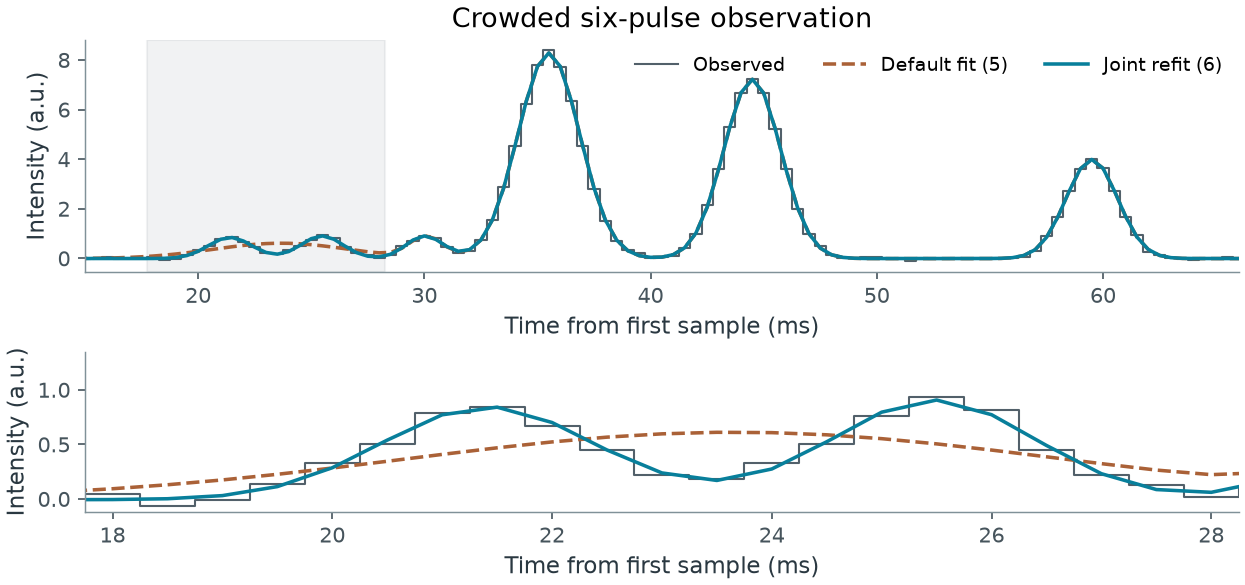 Crowded six-pulse observation
Intensity (a.u.)
8
6
4
2
0
Observed
Default fit (5)
Joint refit (6)
20
30
40
50
60
Time from first sample (ms)
Intensity (a.u.)
1.0
0.5
0.0
18
20
22
24
26
28
Time from first sample (ms)